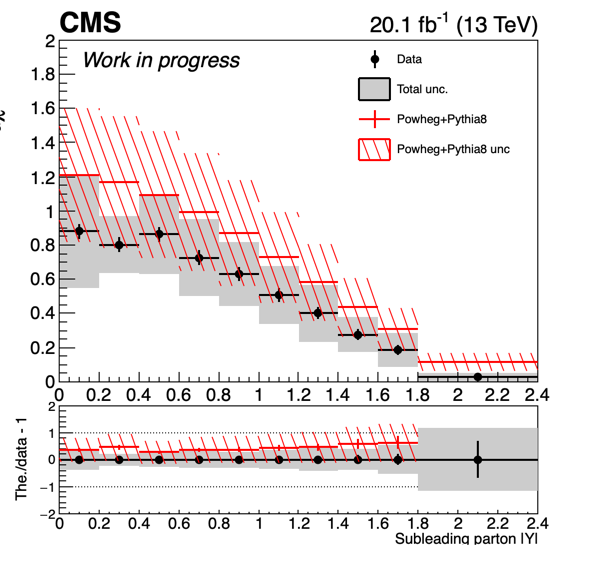 CMS 20.1 fb⁻¹ (13 TeV)
Work in progress
Data
Total unc.
Powheg+Pythia8
Powheg+Pythia8 unc
2
1.8
1.6
1.4
1.2
1
0.8
0.6
0.4
0.2
0
0 0.2 0.4 0.6 0.8 1 1.2 1.4 1.6 1.8 2 2.2 2.4
The./data - 1
2
1
0
−1
−2
0 0.2 0.4 0.6 0.8 1 1.2 1.4 1.6 1.8 2 2.2 2.4
Subleading parton |Y|